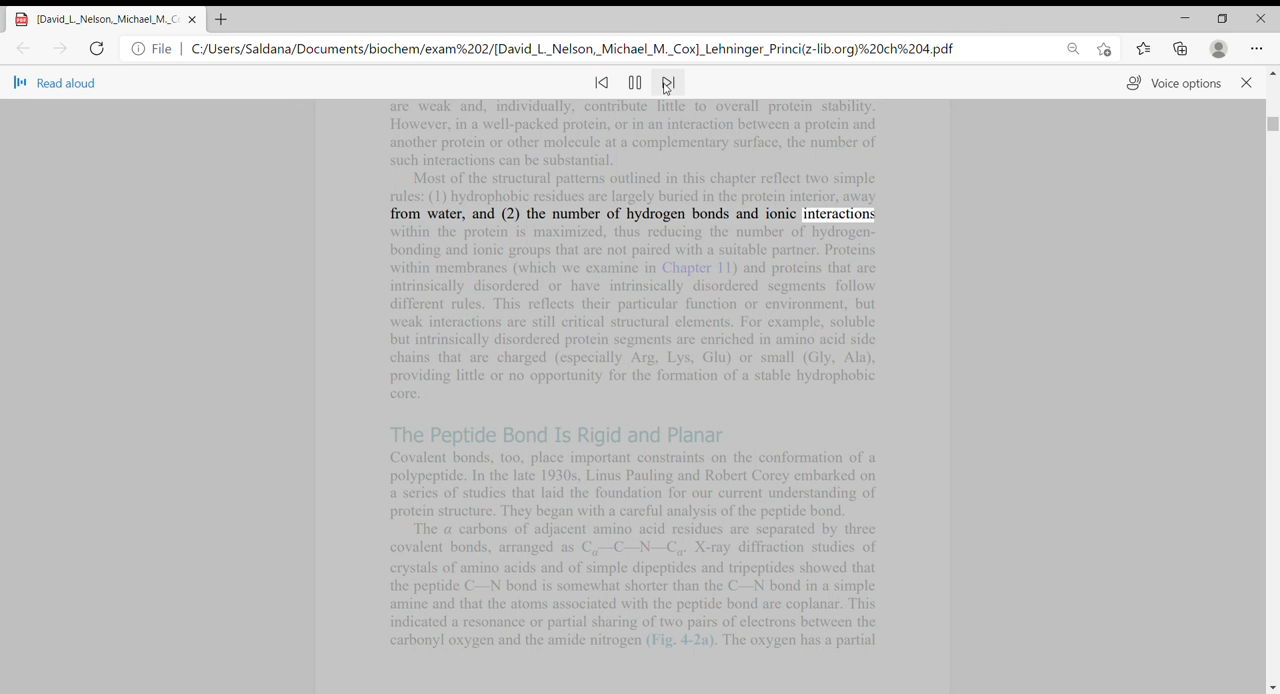 [David_L._Nelson,_Michael_M._C
File | C:/Users/Saldana/Documents/biochem/exam%202/[David_L._Nelson,_Michael_M._Cox]_Lehninger_Princi(z-lib.org)%20ch%204.pdf
Read aloud
Voice options
are weak and, individually, contribute little to overall protein stability.
However, in a well-packed protein, or in an interaction between a protein and
another protein or other molecule at a complementary surface, the number of
such interactions can be substantial.
Most of the structural patterns outlined in this chapter reflect two simple
rules: (1) hydrophobic residues are largely buried in the protein interior, away
from water, and (2) the number of hydrogen bonds and ionic interactions
within the protein is maximized, thus reducing the number of hydrogen-
bonding and ionic groups that are not paired with a suitable partner. Proteins
within membranes (which we examine in Chapter 11) and proteins that are
intrinsically disordered or have intrinsically disordered segments follow
different rules. This reflects their particular function or environment, but
weak interactions are still critical structural elements. For example, soluble
but intrinsically disordered protein segments are enriched in amino acid side
chains that are charged (especially Arg, Lys, Glu) or small (Gly, Ala),
providing little or no opportunity for the formation of a stable hydrophobic
core.
The Peptide Bond Is Rigid and Planar
Covalent bonds, too, place important constraints on the conformation of a
polypeptide. In the late 1930s, Linus Pauling and Robert Corey embarked on
a series of studies that laid the foundation for our current understanding of
protein structure. They began with a careful analysis of the peptide bond.
The α carbons of adjacent amino acid residues are separated by three
covalent bonds, arranged as Cα—C—N—Cα. X-ray diffraction studies of
crystals of amino acids and of simple dipeptides and tripeptides showed that
the peptide C—N bond is somewhat shorter than the C—N bond in a simple
amine and that the atoms associated with the peptide bond are coplanar. This
indicated a resonance or partial sharing of two pairs of electrons between the
carbonyl oxygen and the amide nitrogen (Fig. 4-2a). The oxygen has a partial